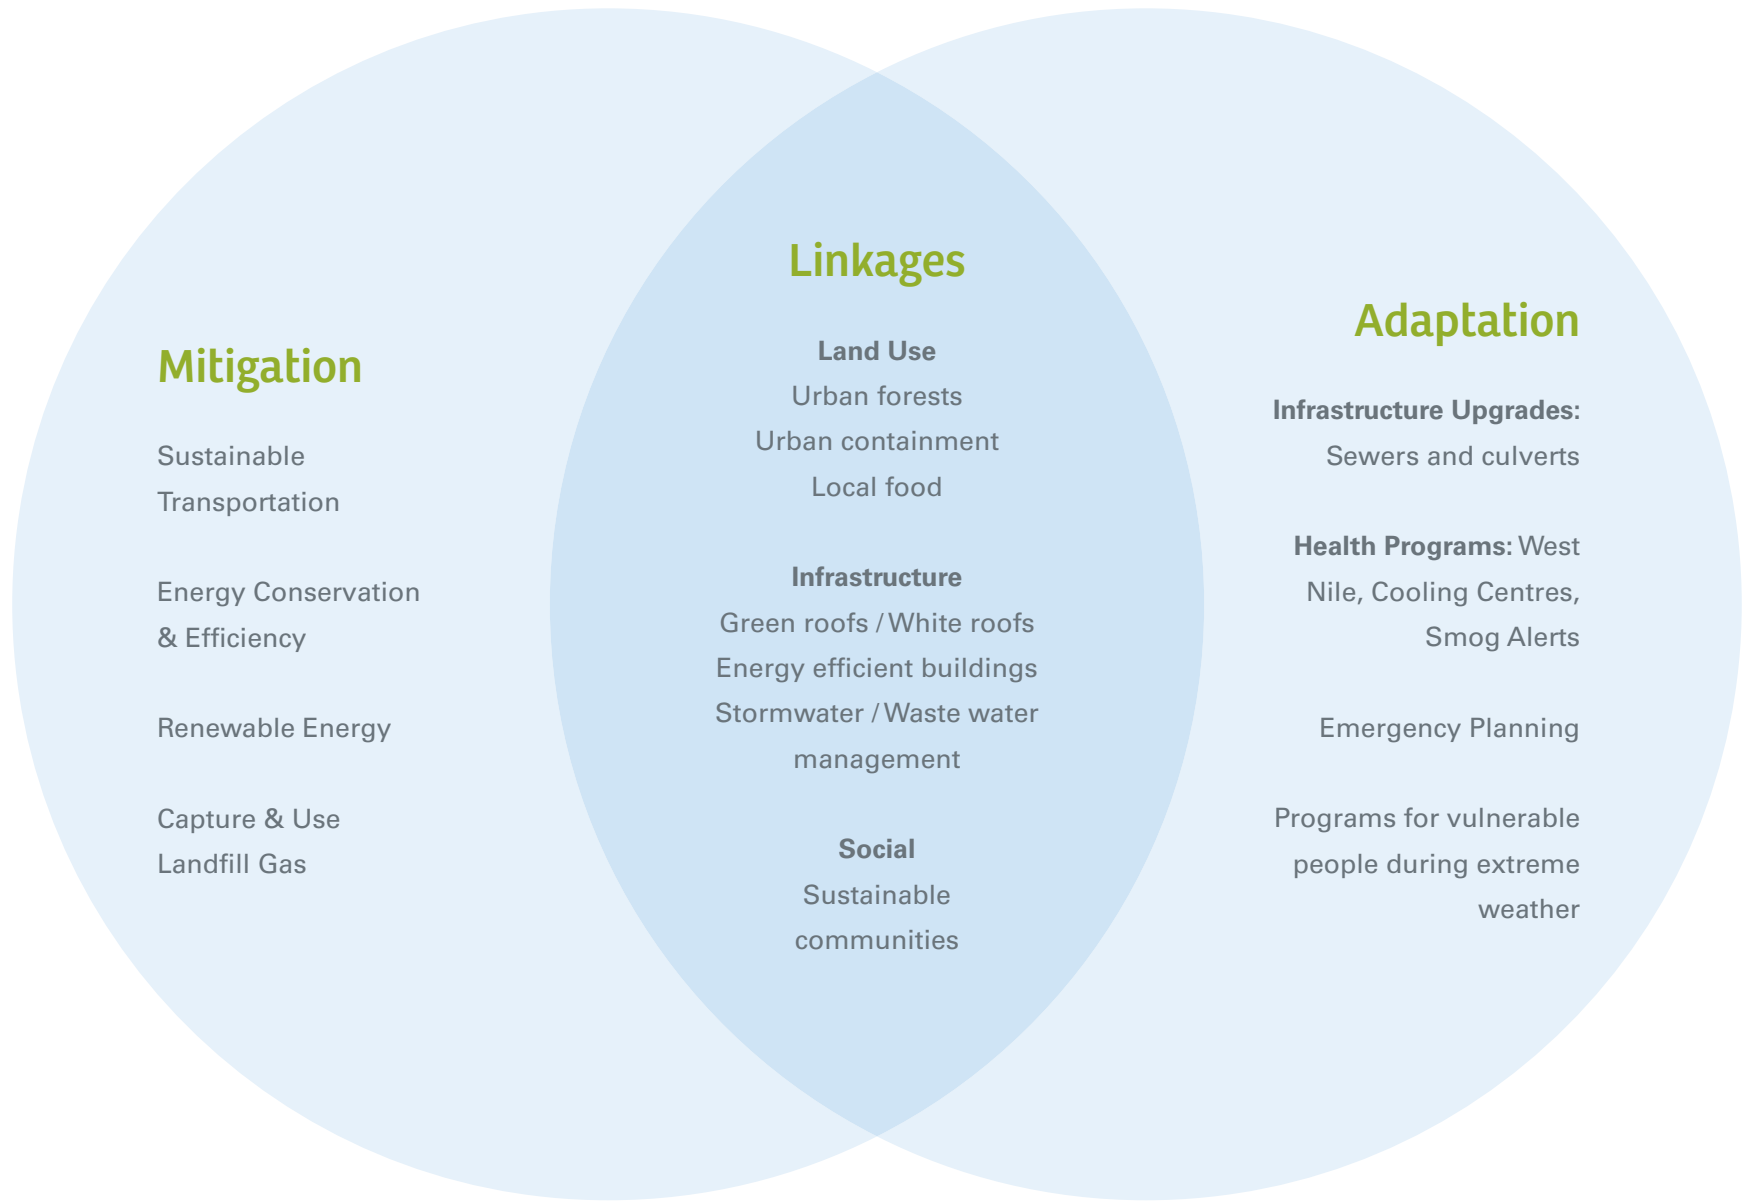 Mitigation
Sustainable
Transportation
Energy Conservation
& Efficiency
Renewable Energy
Capture & Use
Landfill Gas
Linkages
Land Use
Urban forests
Urban containment
Local food
Infrastructure
Green roofs / White roofs
Energy efficient buildings
Stormwater / Waste water
management
Social
Sustainable
communities
Adaptation
Infrastructure Upgrades:
Sewers and culverts
Health Programs: West
Nile, Cooling Centres,
Smog Alerts
Emergency Planning
Programs for vulnerable
people during extreme
weather